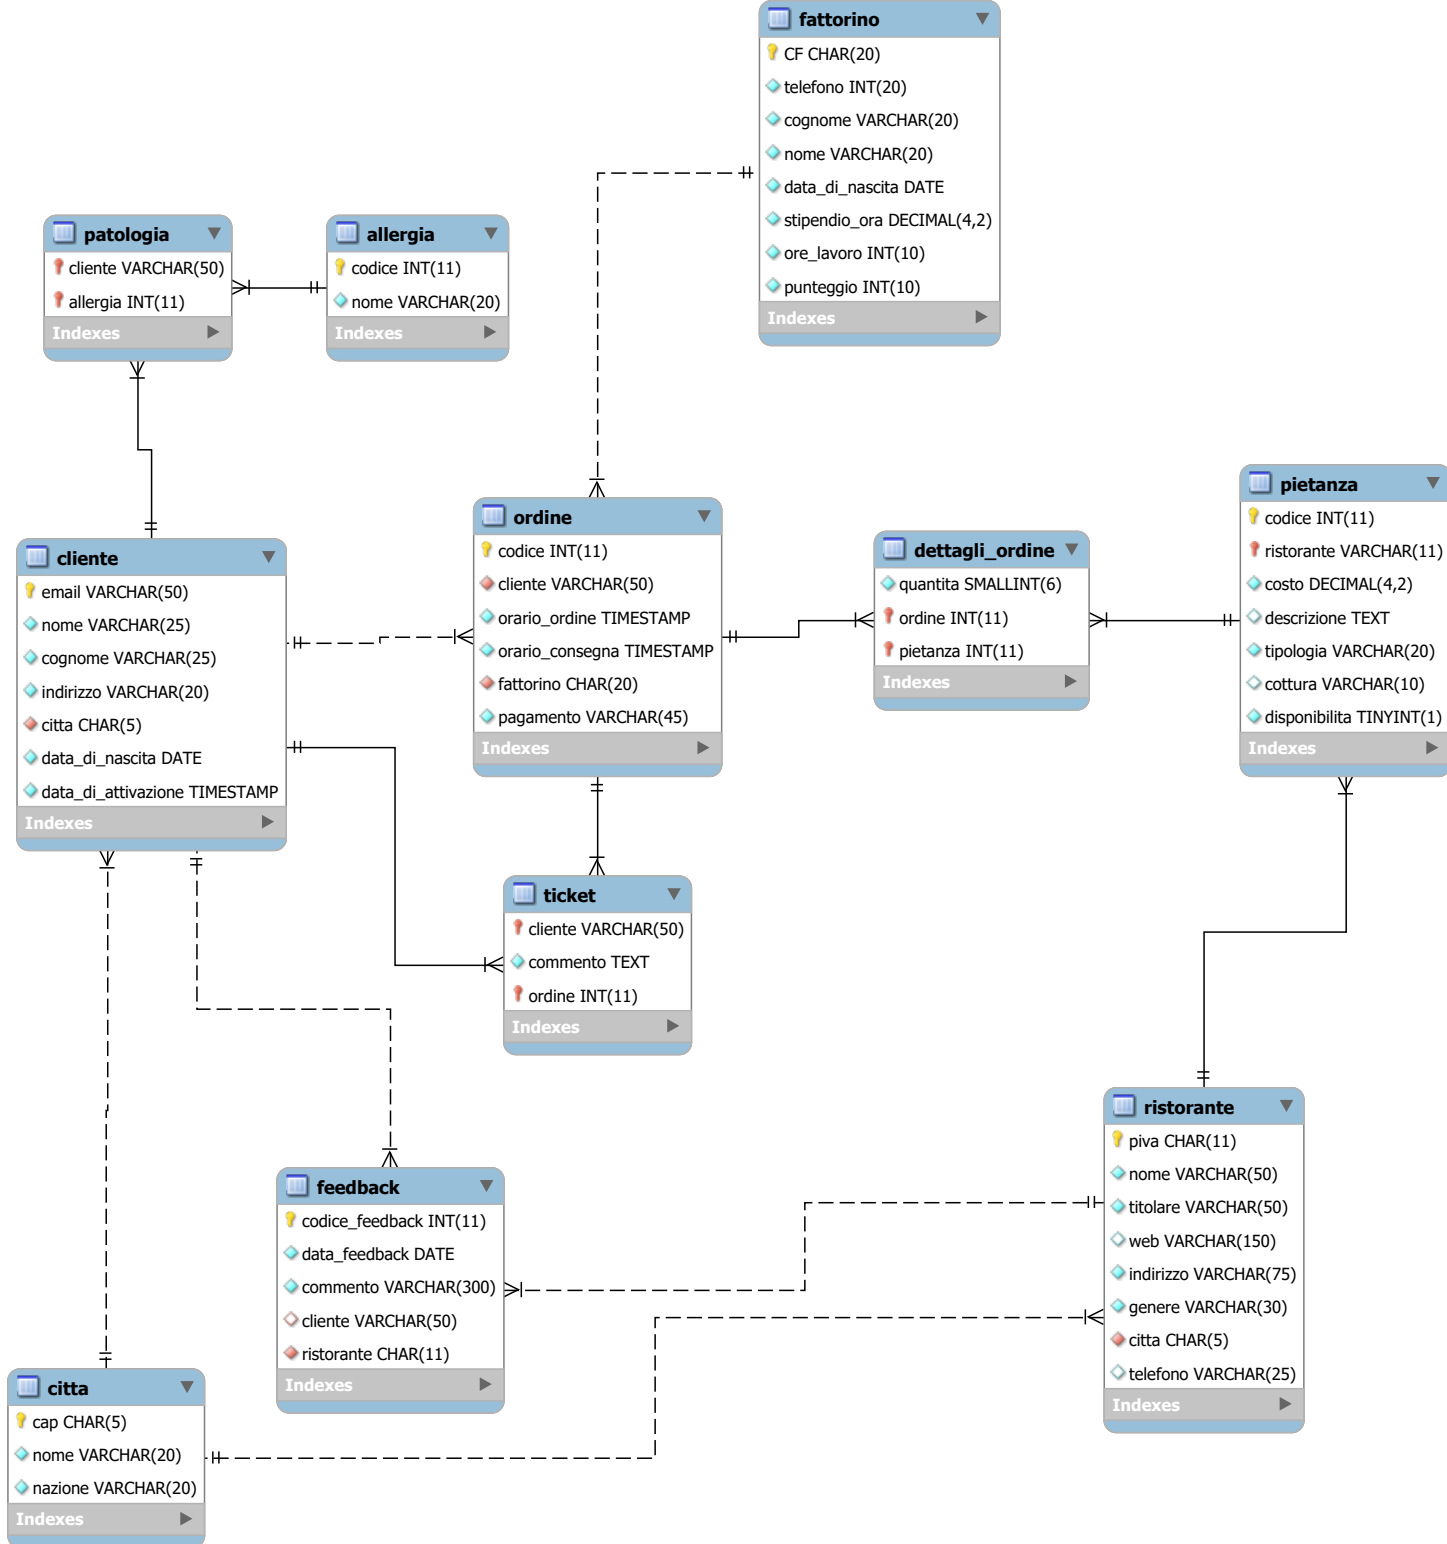 fattorino
CF CHAR(20)
telefono INT(20)
cognome VARCHAR(20)
nome VARCHAR(20)
data_di_nascita DATE
stipendio_ora DECIMAL(4,2)
ore_lavoro INT(10)
punteggio INT(10)
Indexes
patologia
cliente VARCHAR(50)
allergia INT(11)
Indexes
allergia
codice INT(11)
nome VARCHAR(20)
Indexes
cliente
email VARCHAR(50)
nome VARCHAR(25)
cognome VARCHAR(25)
indirizzo VARCHAR(20)
citta CHAR(5)
data_di_nascita DATE
data_di_attivazione TIMESTAMP
Indexes
ordine
codice INT(11)
cliente VARCHAR(50)
orario_ordine TIMESTAMP
orario_consegna TIMESTAMP
fattorino CHAR(20)
pagamento VARCHAR(45)
Indexes
dettagli_ordine
quantita SMALLINT(6)
ordine INT(11)
pietanza INT(11)
Indexes
pietanza
codice INT(11)
ristorante VARCHAR(11)
costo DECIMAL(4,2)
descrizione TEXT
tipologia VARCHAR(20)
cottura VARCHAR(10)
disponibilita TINYINT(1)
Indexes
ticket
cliente VARCHAR(50)
commento TEXT
ordine INT(11)
Indexes
feedback
codice_feedback INT(11)
data_feedback DATE
commento VARCHAR(300)
cliente VARCHAR(50)
ristorante CHAR(11)
Indexes
ristorante
piva CHAR(11)
nome VARCHAR(50)
titolare VARCHAR(50)
web VARCHAR(150)
indirizzo VARCHAR(75)
genere VARCHAR(30)
citta CHAR(5)
telefono VARCHAR(25)
Indexes
citta
cap CHAR(5)
nome VARCHAR(20)
nazione VARCHAR(20)
Indexes